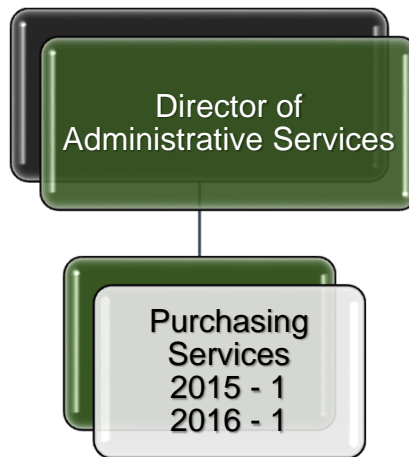 Director of
Administrative Services
Purchasing
Services
2015 - 1
2016 - 1